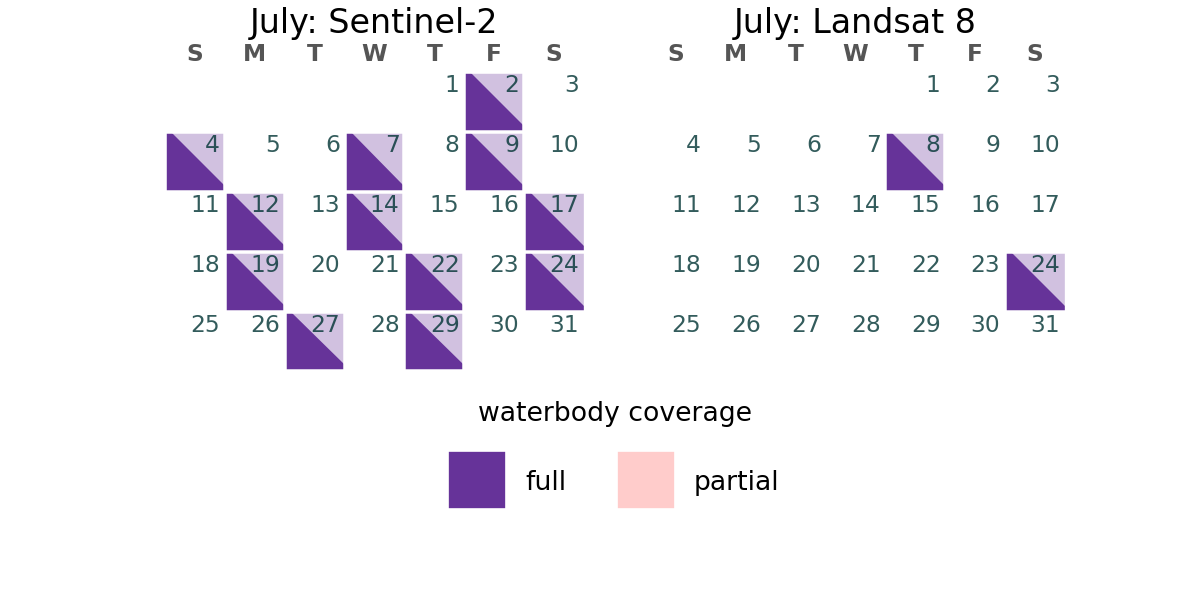 July: Sentinel-2
S M T W T F S
1 2 3
4 5 6 7 8 9 10
11 12 13 14 15 16 17
18 19 20 21 22 23 24
25 26 27 28 29 30 31
July: Landsat 8
S M T W T F S
1 2 3
4 5 6 7 8 9 10
11 12 13 14 15 16 17
18 19 20 21 22 23 24
25 26 27 28 29 30 31
waterbody coverage
full partial